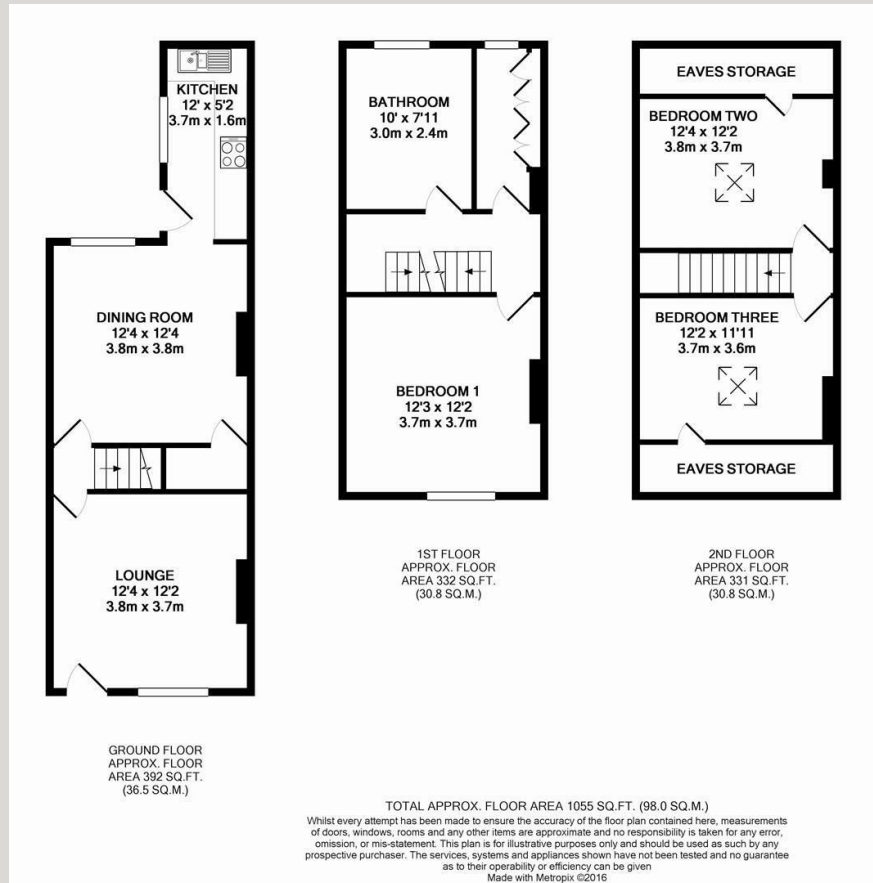 KITCHEN
12' x 5'2
3.7m x 1.6m
DINING ROOM
12'4 x 12'4
3.8m x 3.8m
LOUNGE
12'4 x 12'2
3.8m x 3.7m
GROUND FLOOR
APPROX. FLOOR
AREA 392 SQ.FT.
(36.5 SQ.M.)
BATHROOM
10' x 7'11
3.0m x 2.4m
BEDROOM 1
12'3 x 12'2
3.7m x 3.7m
1ST FLOOR
APPROX. FLOOR
AREA 332 SQ.FT.
(30.8 SQ.M.)
EAVES STORAGE
BEDROOM TWO
12'4 x 12'2
3.8m x 3.7m
BEDROOM THREE
12'2 x 11'11
3.7m x 3.6m
EAVES STORAGE
2ND FLOOR
APPROX. FLOOR
AREA 331 SQ.FT.
(30.8 SQ.M.)
TOTAL APPROX. FLOOR AREA 1055 SQ.FT. (98.0 SQ.M.)
Whilst every attempt has been made to ensure the accuracy of the floor plan contained here, measurements
of doors, windows, rooms and any other items are approximate and no responsibility is taken for any error,
omission, or mis-statement. This plan is for illustrative purposes only and should be used as such by any
prospective purchaser. The services, systems and appliances shown have not been tested and no guarantee
as to their operability or efficiency can be given
Made with Metropix ©2016